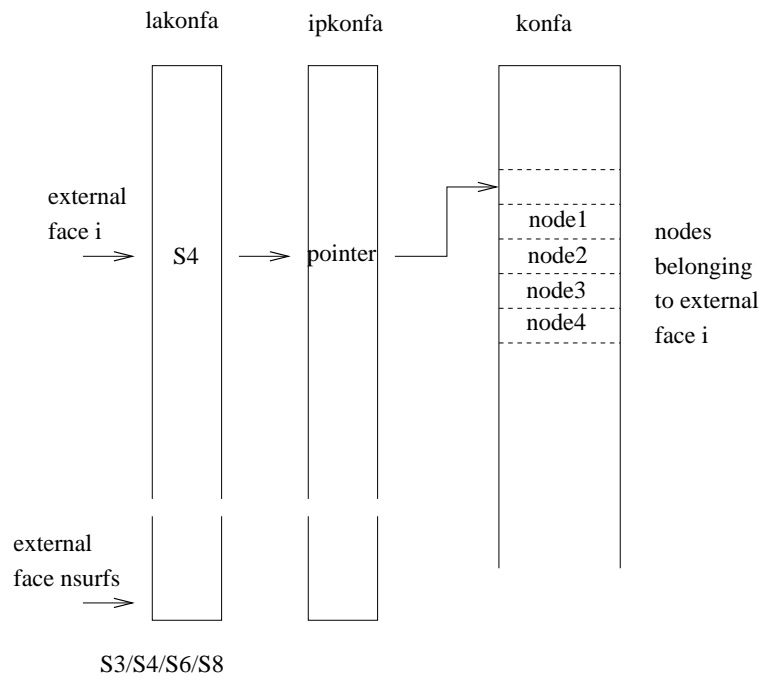 lakonfa
ipkonfa
konfa
external
face i
S4
pointer
node1
node2
node3
node4
nodes
belonging
to external
face i
external
face nsurfs
S3/S4/S6/S8